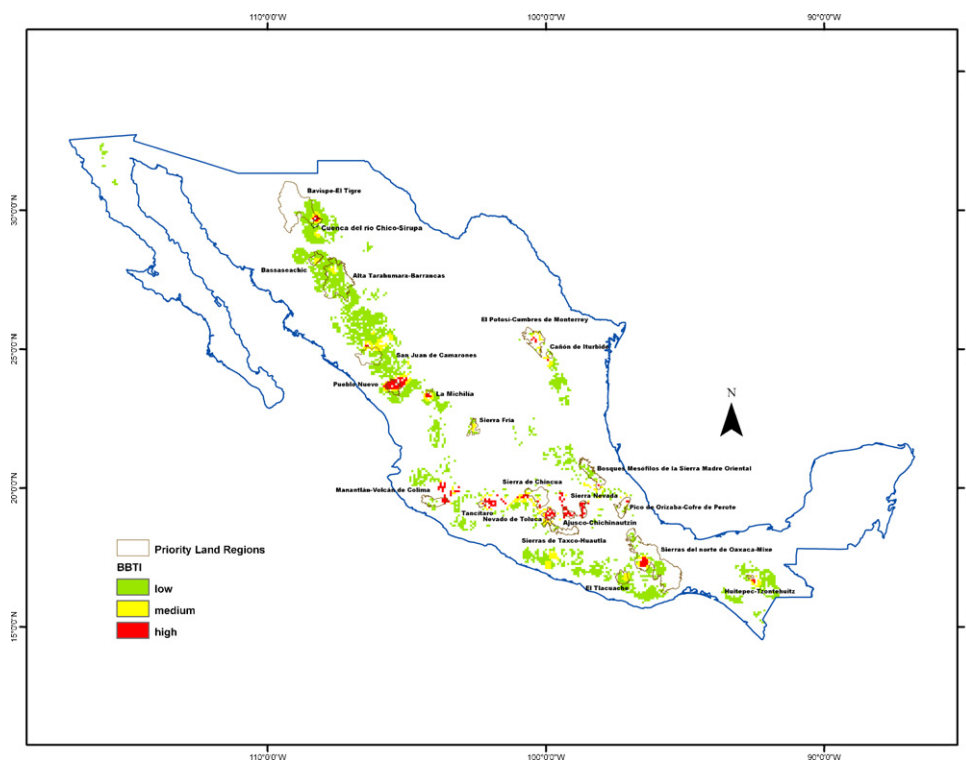 110°0'0"W
100°0'0"W
90°0'0"W
30°0'0"N
25°0'0"N
20°0'0"N
15°0'0"N
Bavispe-El Tigre
Cuenca del río Chico-Sirupa
Bassaseachic
Alta Tarahumara-Barrancas
El Potosí-Cumbres de Monterrey
Cañón de Iturbide
San Juan de Camarones
Pueblo Nuevo
La Michilía
N
Sierra Fría
Bosques Mesófilos de la Sierra Madre Oriental
Sierra de Chincua
Manantlán-Volcán de Colima
Sierra Nevada
Pico de Orizaba-Cofre de Perote
Tancítaro
Nevado de Toluca
Ajusco-Chichinautzin
Sierras de Taxco-Huautla
Sierras del norte de Oaxaca-Mixe
El Tlacuache
Huitepec-Tzontehuitz
Priority Land Regions
BBTI
low
medium
high
110°0'0"W
100°0'0"W
90°0'0"W